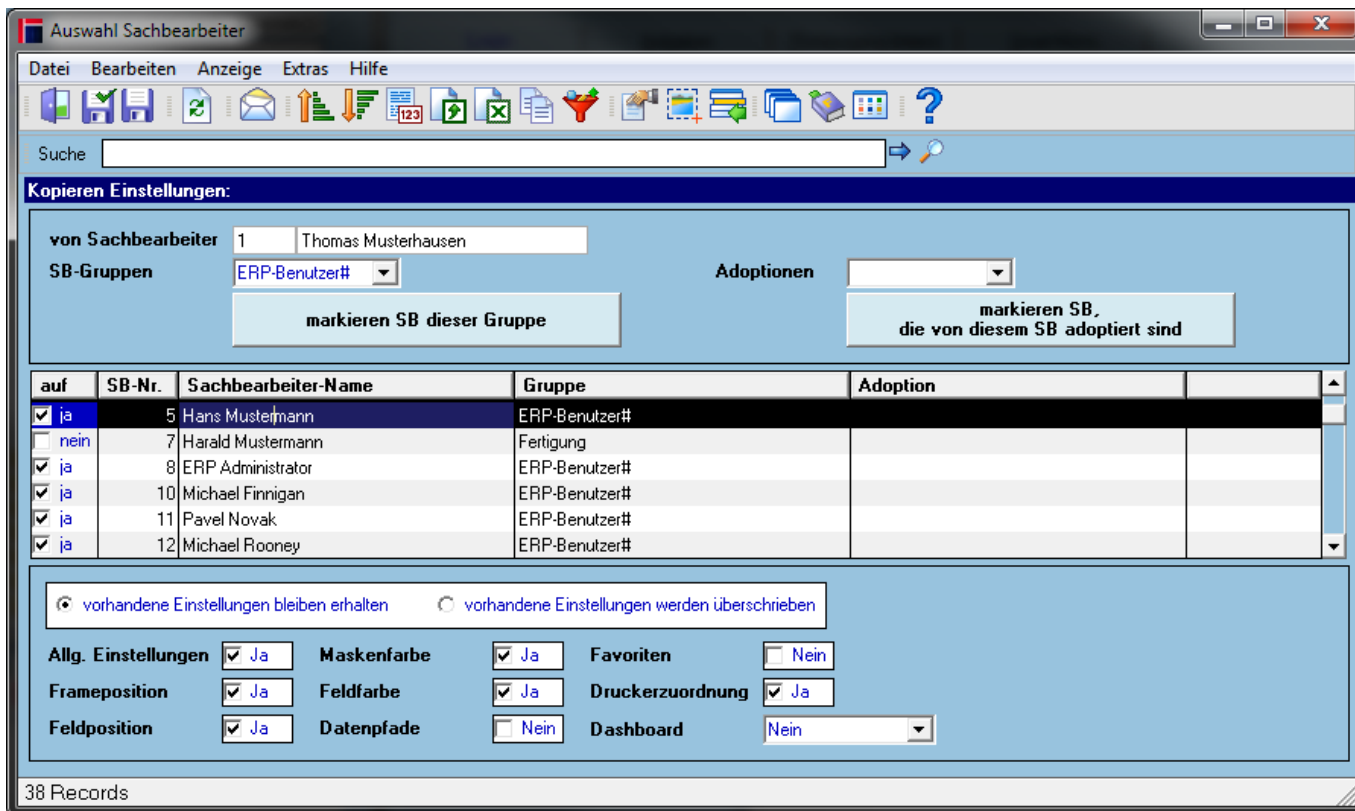 Auswahl Sachbearbeiter
Datei Bearbeiten Anzeige Extras Hilfe
123
Suche
Kopieren Einstellungen:
von Sachbearbeiter 1 Thomas Musterhausen
SB-Gruppen ERP-Benutzer# Adoptionen
markieren SB dieser Gruppe
markieren SB,
die von diesem SB adoptiert sind
auf SB-Nr. Sachbearbeiter-Name Gruppe Adoption
ja 5 Hans Mustermann ERP-Benutzer#
nein 7 Harald Mustermann Fertigung
ja 8 ERP Administrator ERP-Benutzer#
ja 10 Michael Finnigan ERP-Benutzer#
ja 11 Pavel Novak ERP-Benutzer#
ja 12 Michael Rooney ERP-Benutzer#
vorhandene Einstellungen bleiben erhalten vorhandene Einstellungen werden überschrieben
Allg. Einstellungen Ja Maskenfarbe Ja Favoriten Nein
Frameposition Ja Feldfarbe Ja Druckerzuordnung Ja
Feldposition Ja Datenpfade Nein Dashboard Nein
38 Records